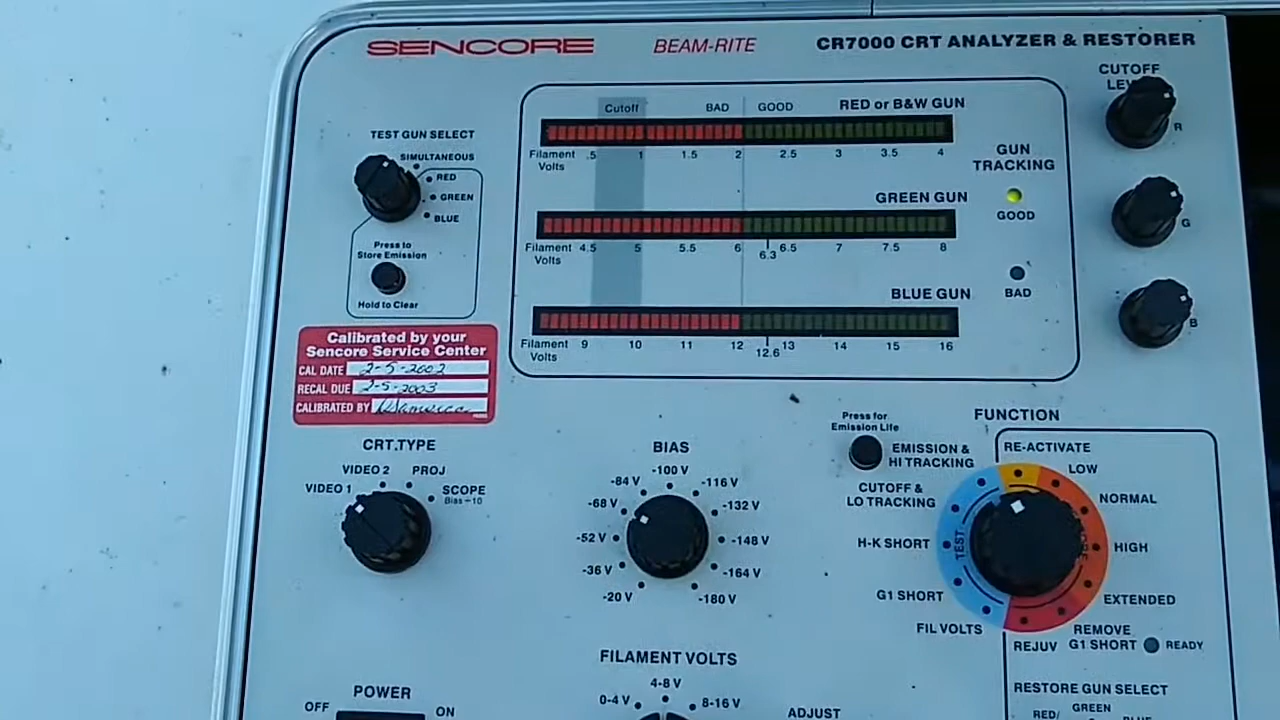 SENCORE
BEAM-RITE
CR7000 CRT ANALYZER & RESTORER
CUTOFF
R
G
B
TEST GUN SELECT
SIMULTANEOUS
RED
GREEN
BLUE
Press to
Store Emission
Hold to Clear
Cutoff
BAD
GOOD
RED or B&W GUN
Filament
Volts
.5 1 1.5 2 2.5 3 3.5 4
GREEN GUN
Filament
Volts
4.5 5 5.5 6 6.3 6.5 7 7.5 8
BLUE GUN
Filament
Volts
9 10 11 12 12.6 13 14 15 16
GUN
TRACKING
GOOD
BAD
Calibrated by your
Sencore Service Center
CAL DATE 2-5-2002
RECAL DUE 2-5-2003
CALIBRATED BY
CRT TYPE
VIDEO 1
VIDEO 2
PROJ
SCOPE
Bias -10
BIAS
-20 V
-36 V
-52 V
-68 V
-84 V
-100 V
-116 V
-132 V
-148 V
-164 V
-180 V
Press for
Emission Life
FUNCTION
EMISSION &
HI TRACKING
CUTOFF &
LO TRACKING
H-K SHORT
G1 SHORT
FIL VOLTS
TEST
RE-ACTIVATE
LOW
NORMAL
HIGH
EXTENDED
REMOVE
G1 SHORT
READY
REJUV
RESTORE GUN SELECT
RED/
GREEN
POWER
OFF
ON
FILAMENT VOLTS
0-4 V
4-8 V
8-16 V
ADJUST